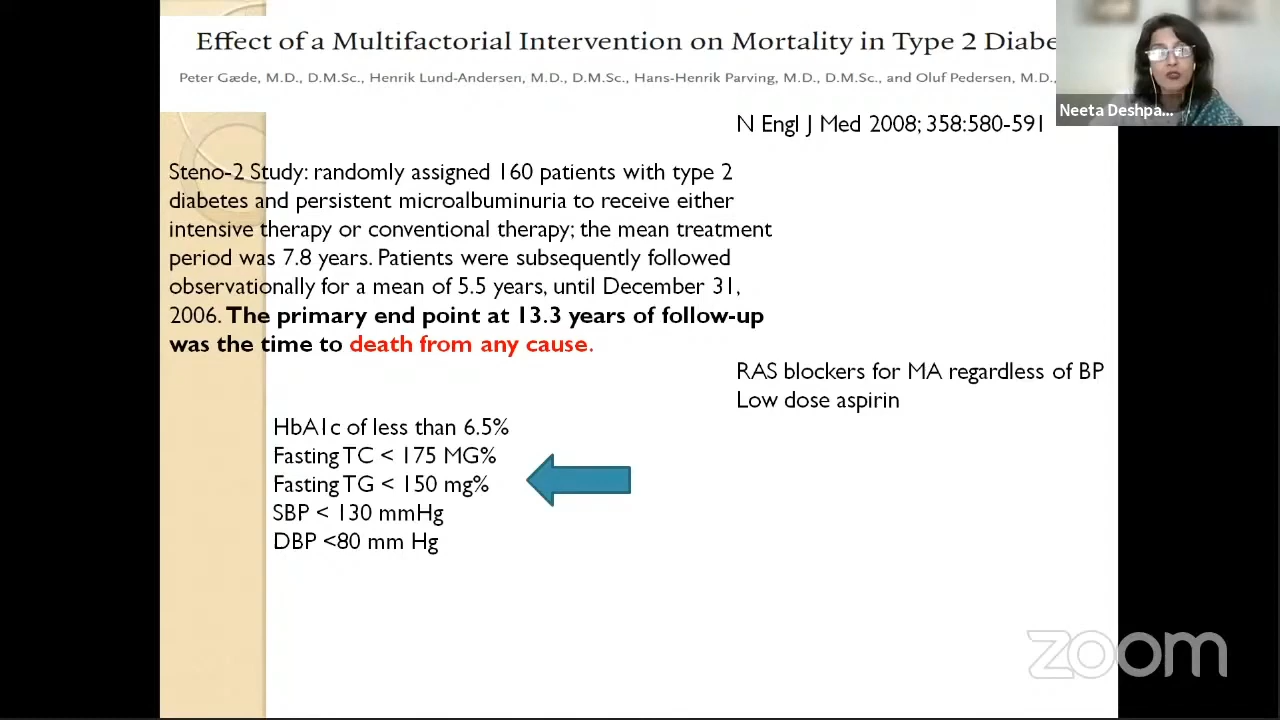 Effect of a Multifactorial Intervention on Mortality in Type 2 Diabe
Peter Gæde, M.D., D.M.Sc., Henrik Lund-Andersen, M.D., D.M.Sc., Hans-Henrik Parving, M.D., D.M.Sc., and Oluf Pedersen, M.D.,
Neeta Deshpa...
N Engl J Med 2008; 358:580-591
Steno-2 Study: randomly assigned 160 patients with type 2
diabetes and persistent microalbuminuria to receive either
intensive therapy or conventional therapy; the mean treatment
period was 7.8 years. Patients were subsequently followed
observationally for a mean of 5.5 years, until December 31,
2006. The primary end point at 13.3 years of follow-up
was the time to death from any cause.
RAS blockers for MA regardless of BP
Low dose aspirin
HbA1c of less than 6.5%
Fasting TC < 175 MG%
Fasting TG < 150 mg%
SBP < 130 mmHg
DBP <80 mm Hg
zoom